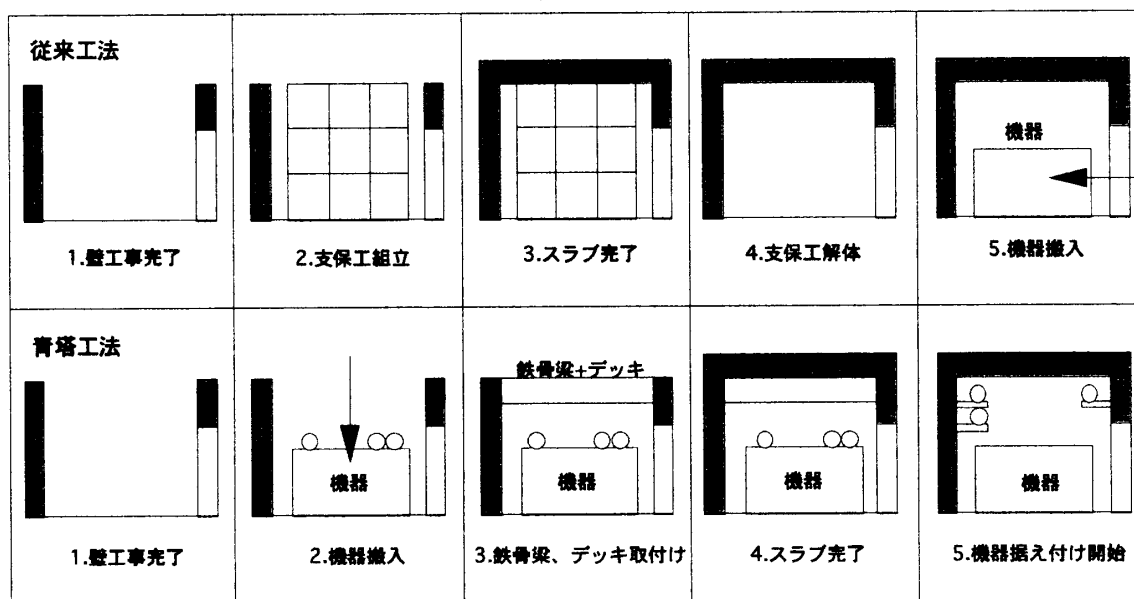 従来工法
機器
1.壁工事完了
2.支保工組立
3.スラブ完了
4.支保工解体
5.機器搬入
青塔工法
鉄骨梁+デッキ
機器
機器
機器
機器
1.壁工事完了
2.機器搬入
3.鉄骨梁、デッキ取付け
4.スラブ完了
5.機器据え付け開始